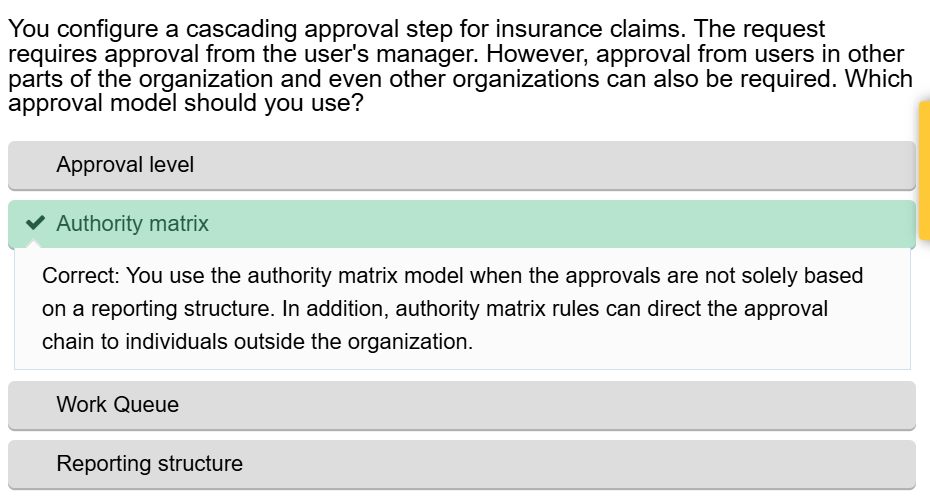 You configure a cascading approval step for insurance claims. The request
requires approval from the user's manager. However, approval from users in other
parts of the organization and even other organizations can also be required. Which
approval model should you use?
Approval level
Authority matrix
Correct: You use the authority matrix model when the approvals are not solely based
on a reporting structure. In addition, authority matrix rules can direct the approval
chain to individuals outside the organization.
Work Queue
Reporting structure